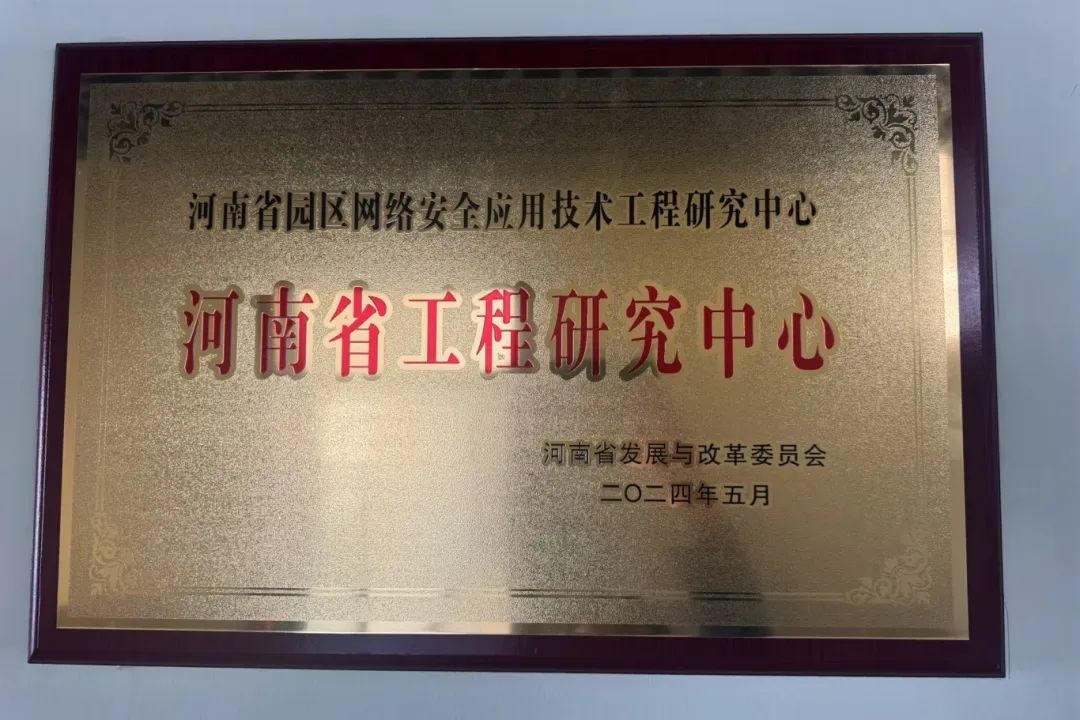 河南省园区网络安全应用技术工程研究中心
河南省工程研究中心
河南省发展与改革委员会
二〇二四年五月